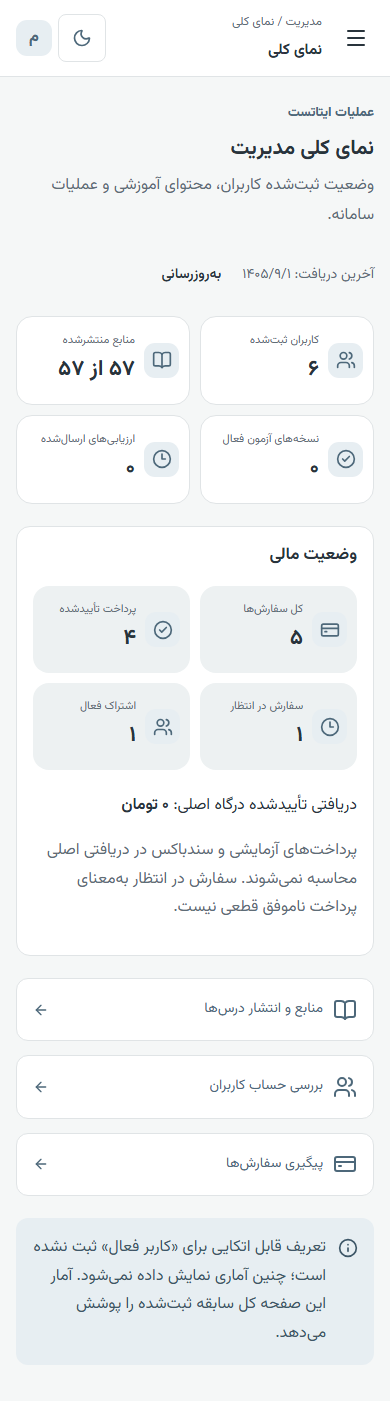 مدیریت / نمای کلی
نمای کلی
م
عملیات ایتاتست
نمای کلی مدیریت
وضعیت ثبت‌شده کاربران، محتوای آموزشی و عملیات
سامانه.
آخرین دریافت: ۱۴۰۵/۹/۱
به‌روزرسانی
کاربران ثبت‌شده
۶
منابع منتشرشده
۵۷ از ۵۷
نسخه‌های آزمون فعال
۰
ارزیابی‌های ارسال‌شده
۰
وضعیت مالی
کل سفارش‌ها
۵
پرداخت تأییدشده
۴
سفارش در انتظار
۱
اشتراک فعال
۱
دریافتی تأییدشده درگاه اصلی: ۰ تومان
پرداخت‌های آزمایشی و سندباکس در دریافتی اصلی
محاسبه نمی‌شوند. سفارش در انتظار به‌معنای
پرداخت ناموفق قطعی نیست.
منابع و انتشار درس‌ها
بررسی حساب کاربران
پیگیری سفارش‌ها
تعریف قابل اتکایی برای «کاربر فعال» ثبت نشده
است؛ چنین آماری نمایش داده نمی‌شود. آمار
این صفحه کل سابقه ثبت‌شده را پوشش
می‌دهد.